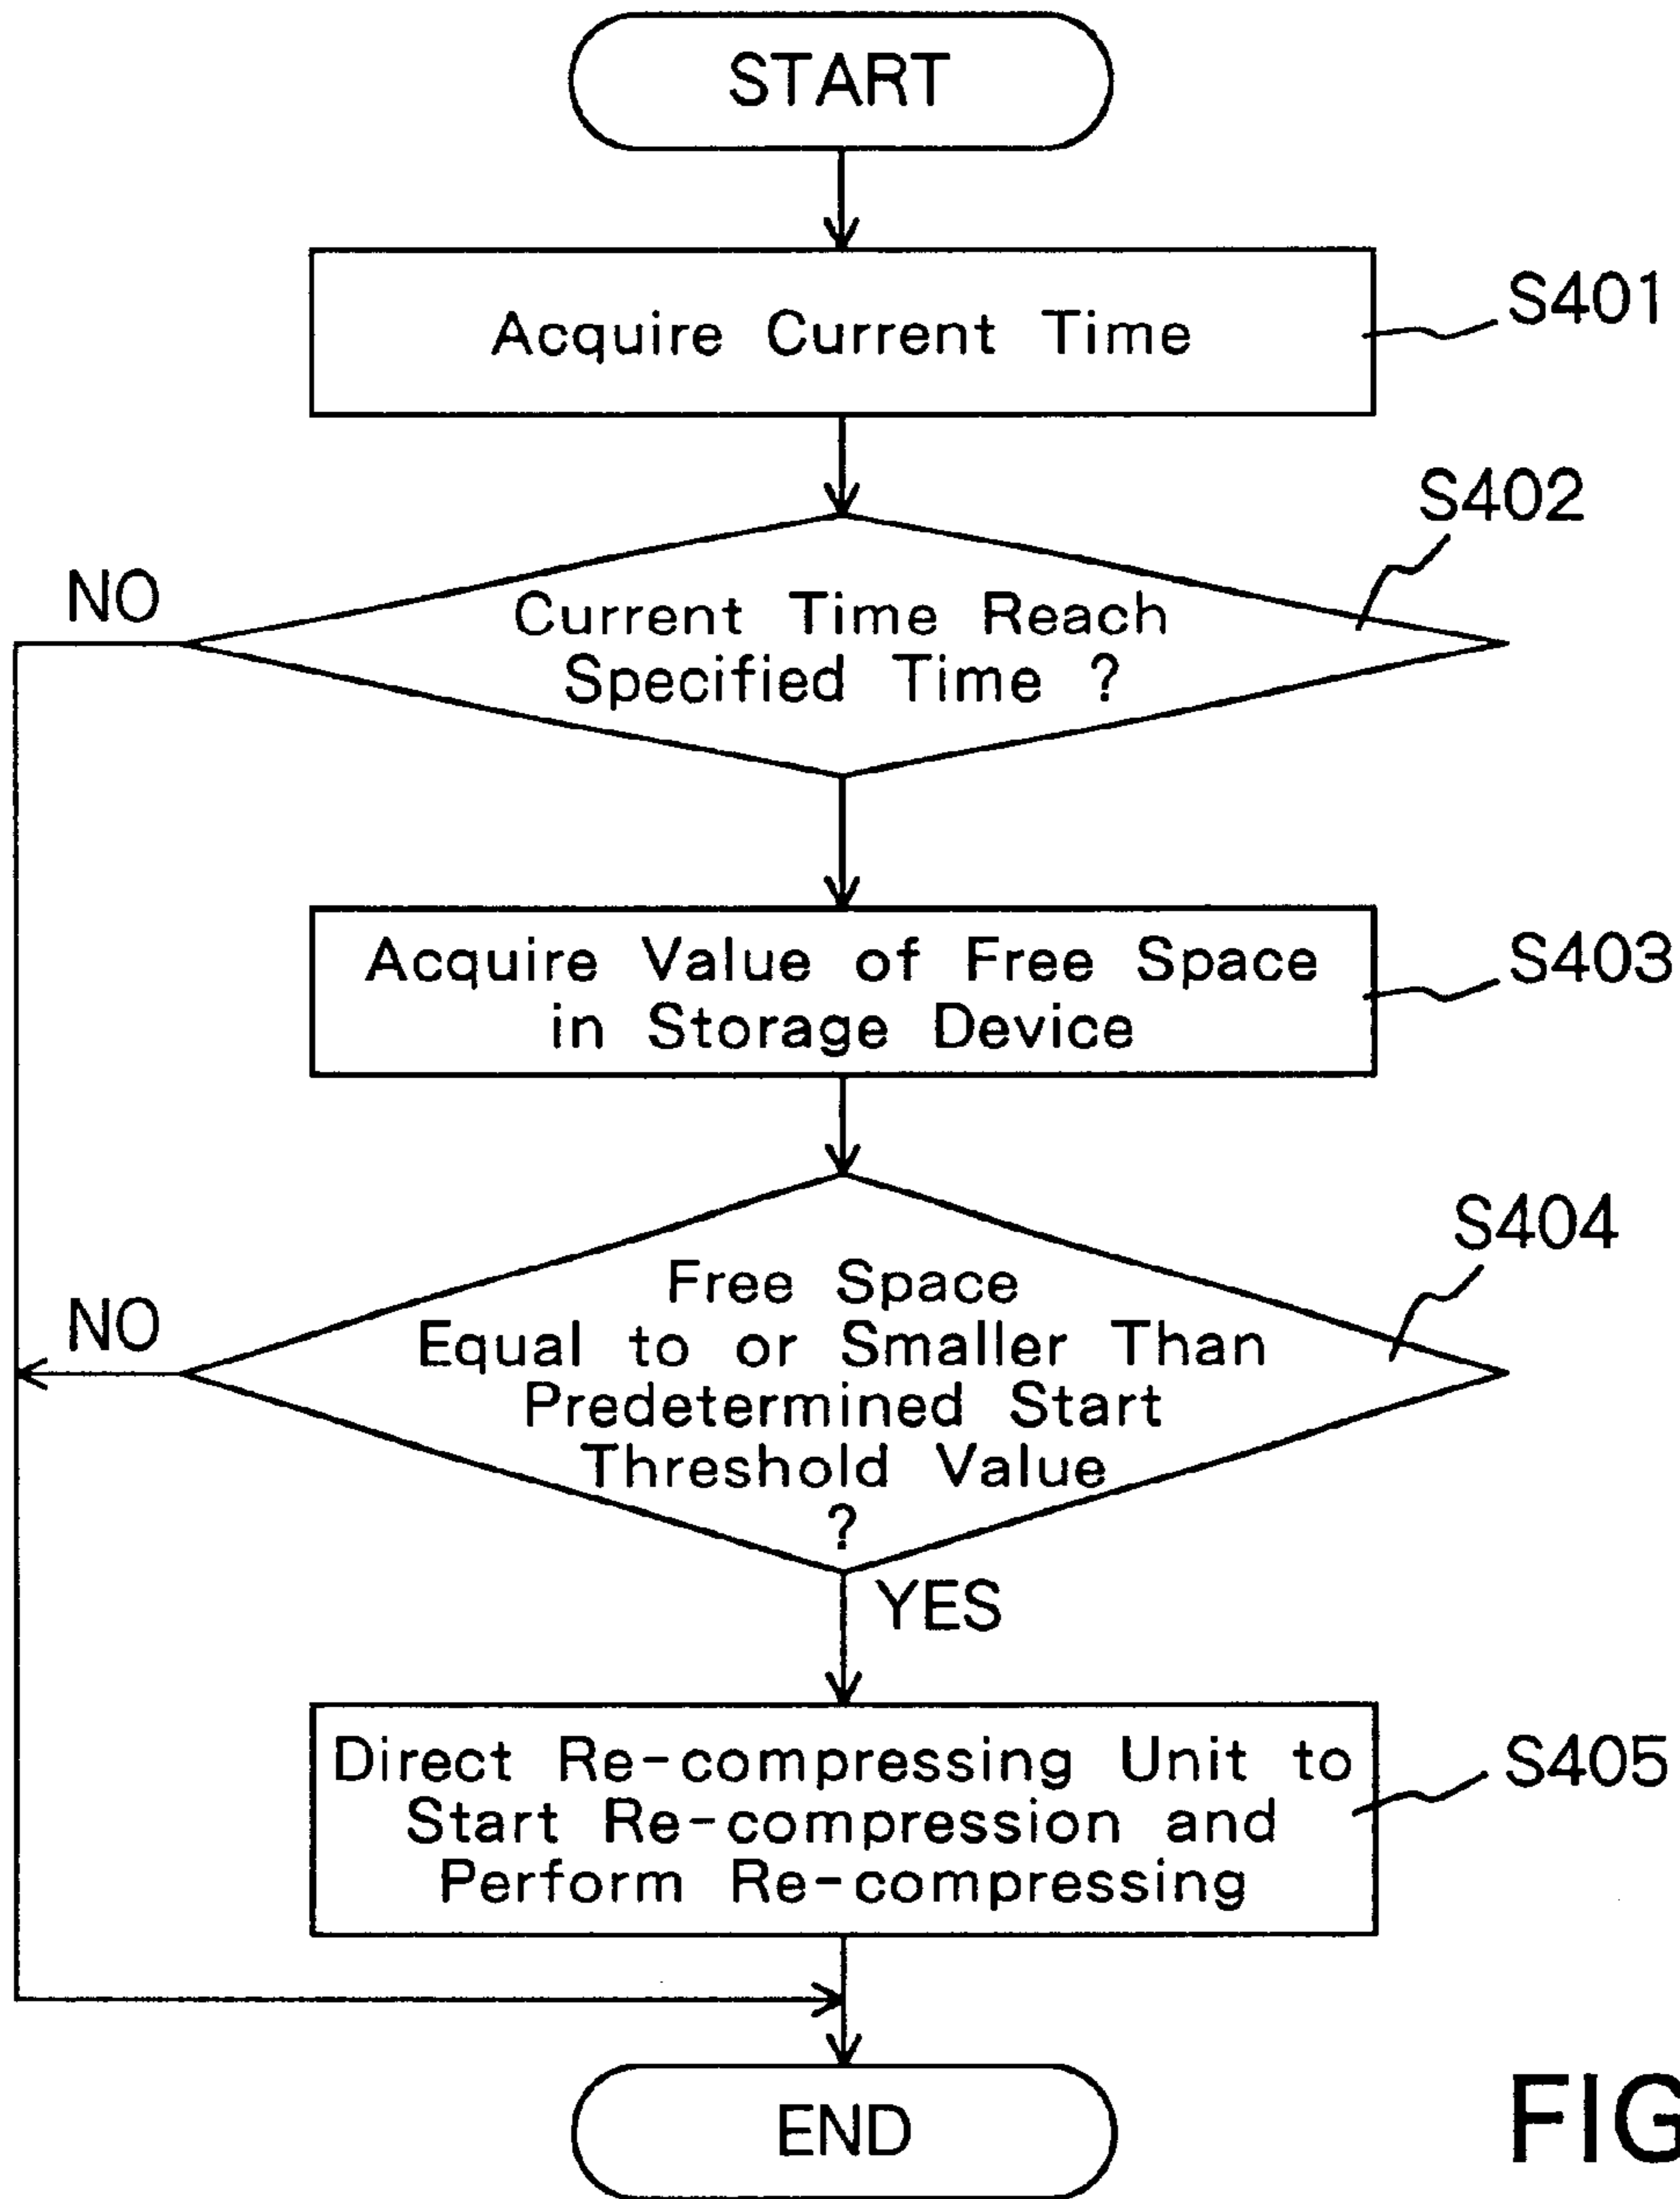 START
Acquire Current Time
S401
S402
NO
Current Time Reach
Specified Time ?
Acquire Value of Free Space
in Storage Device
S403
S404
NO
Free Space
Equal to or Smaller Than
Predetermined Start
Threshold Value
?
YES
Direct Re-compressing Unit to
Start Re-compression and
Perform Re-compressing
S405
END
FIG